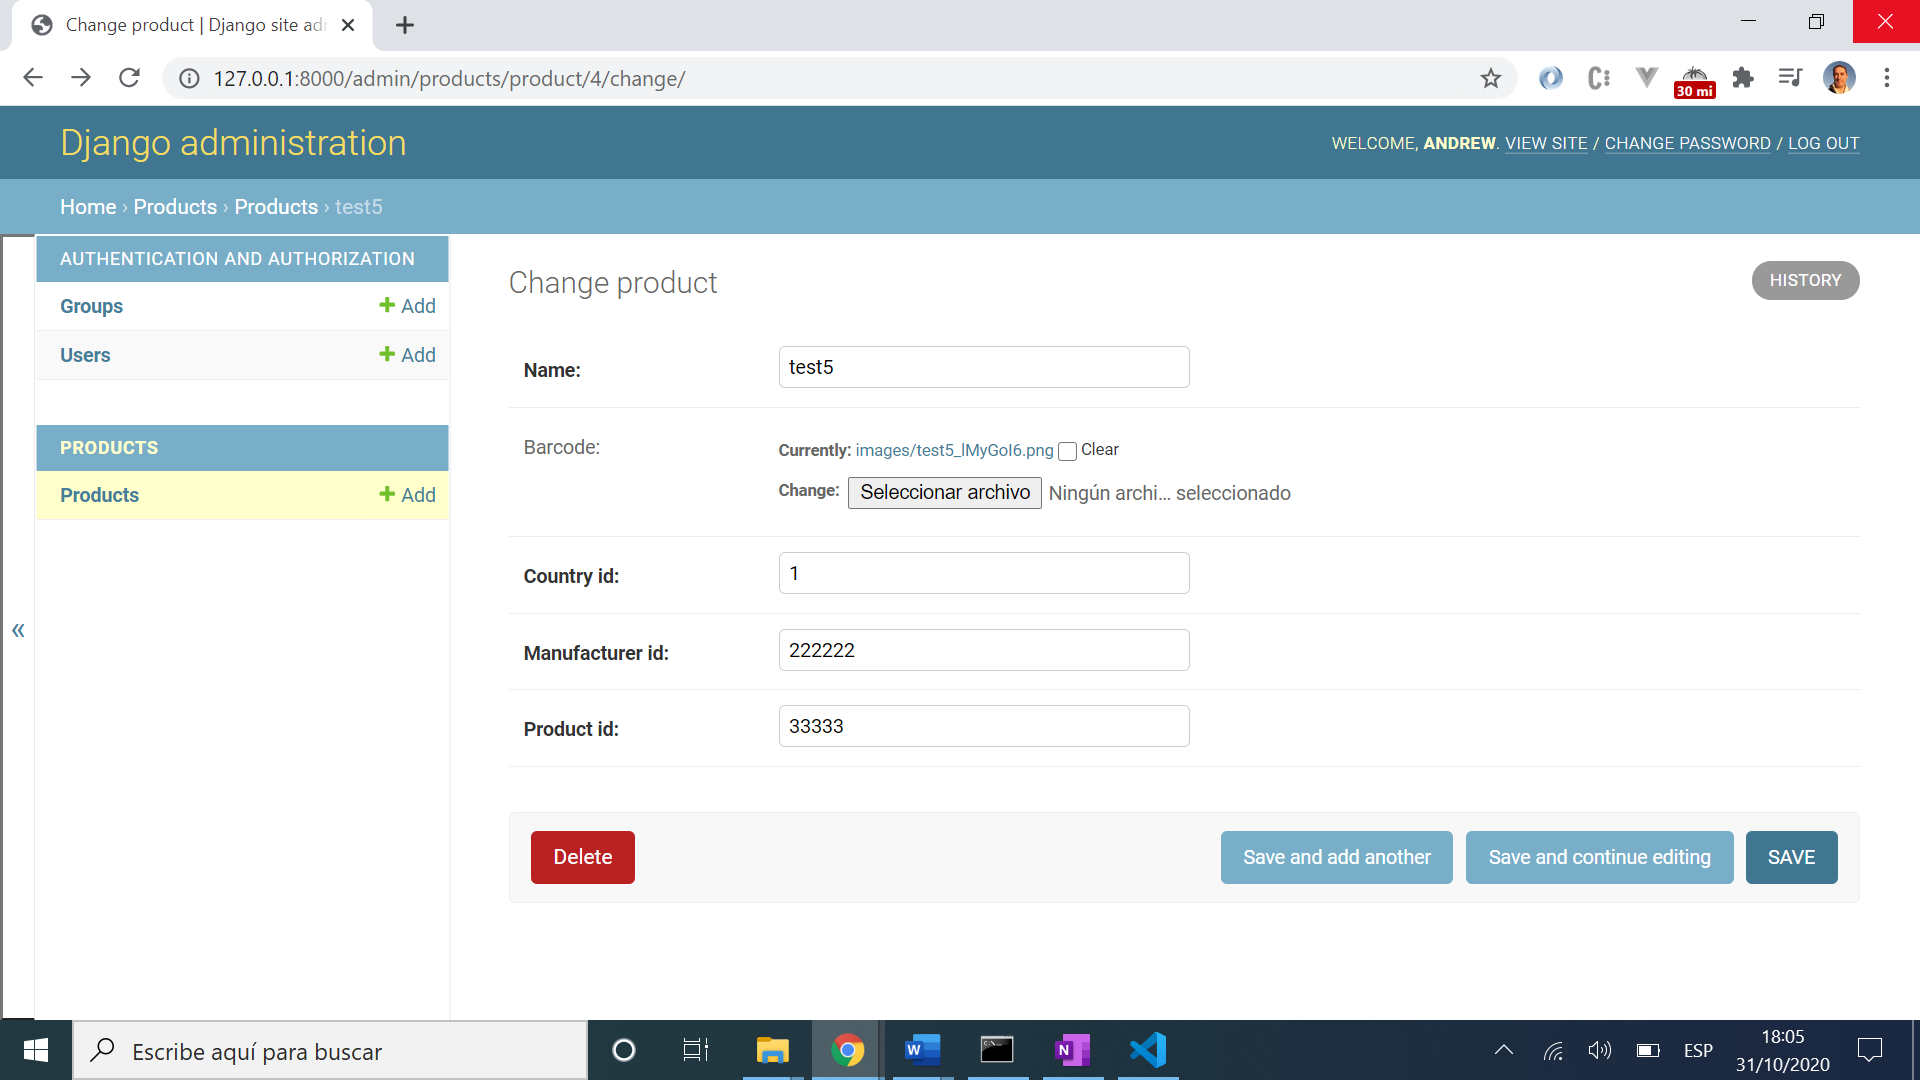 Change product | Django site adr
127.0.0.1:8000/admin/products/product/4/change/
30 mi
Django administration
WELCOME, ANDREW. VIEW SITE / CHANGE PASSWORD / LOG OUT
Home › Products › Products › test5
AUTHENTICATION AND AUTHORIZATION
Groups + Add
Users + Add
PRODUCTS
Products + Add
«
Change product
HISTORY
Name: test5
Barcode: Currently: images/test5_lMyGoI6.png Clear
Change: Seleccionar archivo Ningún archi... seleccionado
Country id: 1
Manufacturer id: 222222
Product id: 33333
Delete
Save and add another
Save and continue editing
SAVE
Escribe aquí para buscar
ESP
18:05
31/10/2020